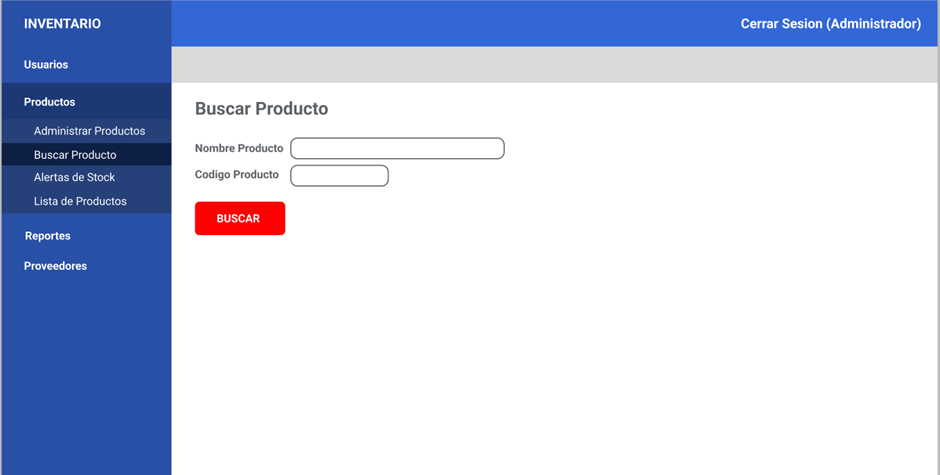 INVENTARIO
Cerrar Sesion (Administrador)
Usuarios
Productos
Administrar Productos
Buscar Producto
Alertas de Stock
Lista de Productos
Reportes
Proveedores
Buscar Producto
Nombre Producto
Codigo Producto
BUSCAR